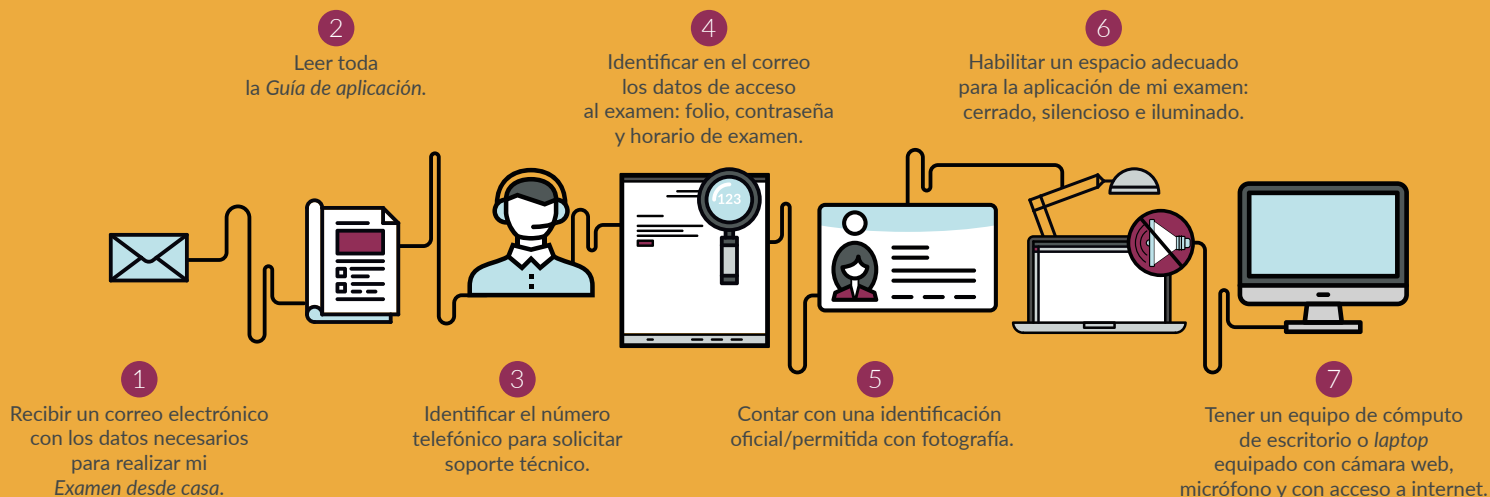 1
Recibir un correo electrónico
con los datos necesarios
para realizar mi
Examen desde casa.
2
Leer toda
la Guía de aplicación.
3
Identificar el número
telefónico para solicitar
soporte técnico.
4
Identificar en el correo
los datos de acceso
al examen: folio, contraseña
y horario de examen.
123
5
Contar con una identificación
oficial/permitida con fotografía.
6
Habilitar un espacio adecuado
para la aplicación de mi examen:
cerrado, silencioso e iluminado.
7
Tener un equipo de cómputo
de escritorio o laptop
equipado con cámara web,
micrófono y con acceso a internet.